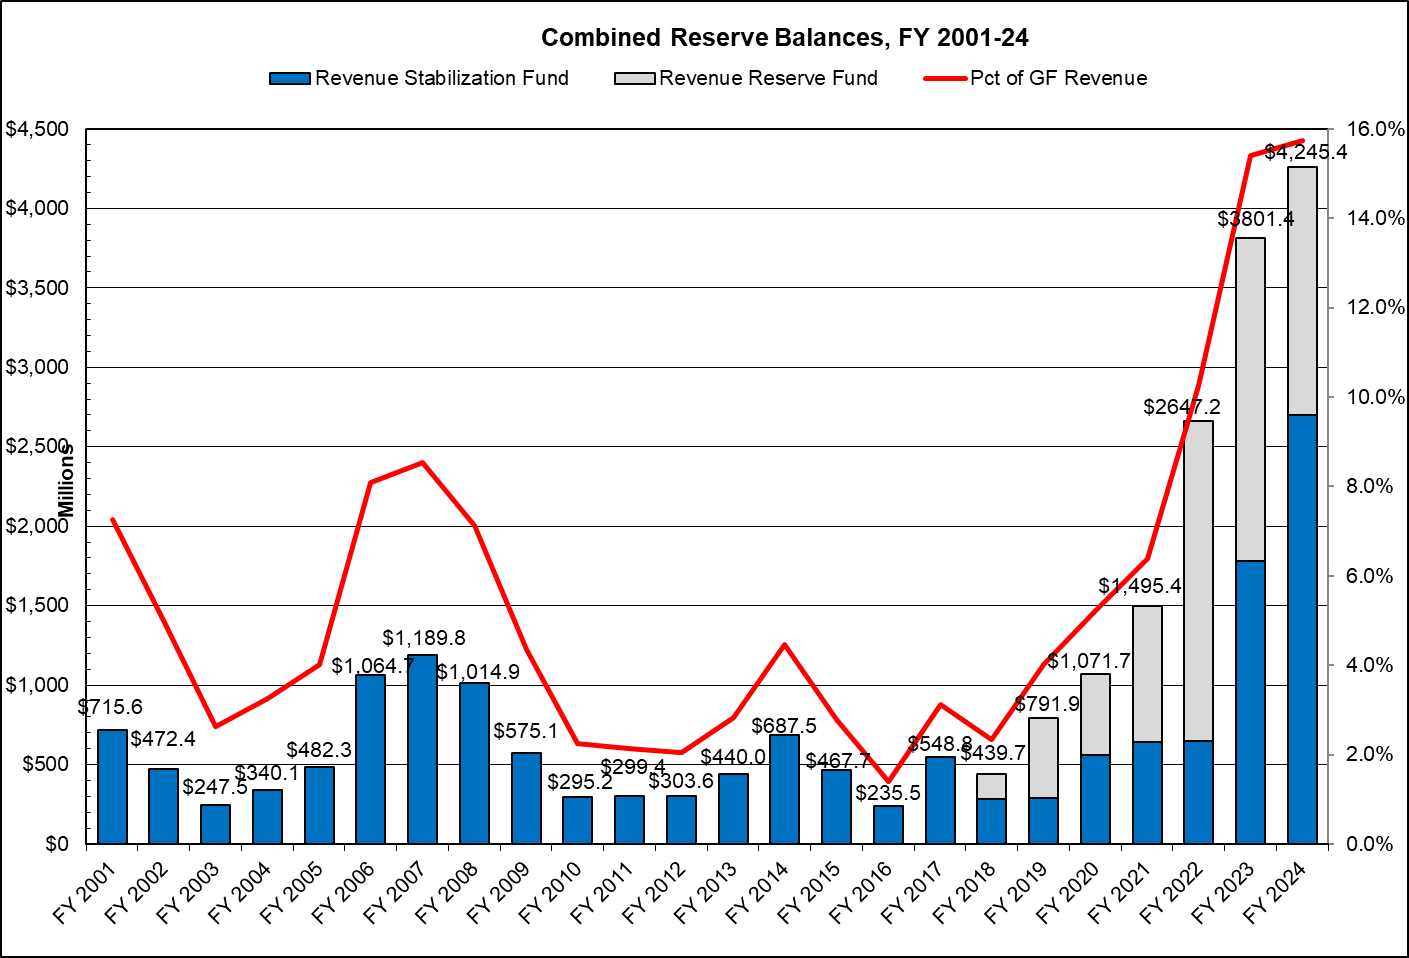 Combined Reserve Balances, FY 2001-24
Revenue Stabilization Fund Revenue Reserve Fund Pct of GF Revenue
$4,500
$4,000
$3,500
$3,000
$2,500
$2,000
$1,500
$1,000
$500
$0
Millions
$715.6
$472.4
$247.5
$340.1
$482.3
$1,064.7
$1,189.8
$1,014.9
$575.1
$295.2
$299.4
$303.6
$440.0
$687.5
$467.7
$235.5
$548.8
$439.7
$791.9
$1,071.7
$1,495.4
$2647.2
$3801.4
$4,245.4
16.0%
14.0%
12.0%
10.0%
8.0%
6.0%
4.0%
2.0%
0.0%
FY 2001
FY 2002
FY 2003
FY 2004
FY 2005
FY 2006
FY 2007
FY 2008
FY 2009
FY 2010
FY 2011
FY 2012
FY 2013
FY 2014
FY 2015
FY 2016
FY 2017
FY 2018
FY 2019
FY 2020
FY 2021
FY 2022
FY 2023
FY 2024